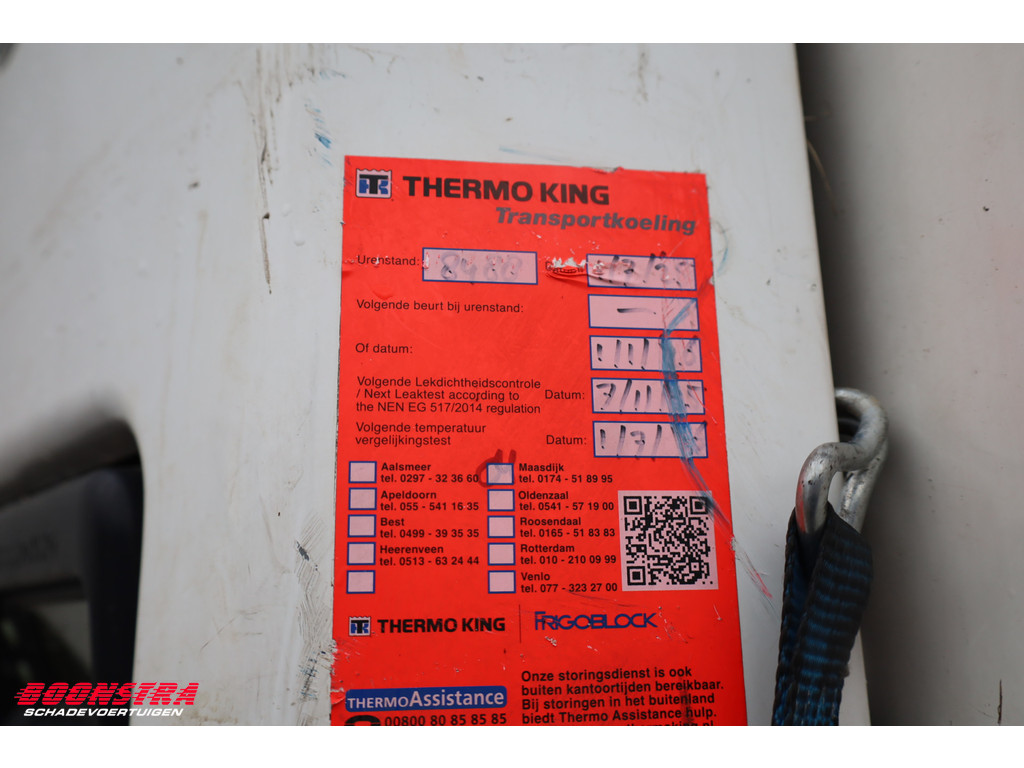 THERMO KING
Transportkoeling
Urenstand:
Volgende beurt bij urenstand: -
Of datum:
Volgende Lekdichtheidscontrole
/ Next Leaktest according to Datum: 7/11/
the NEN EG 517/2014 regulation
Volgende temperatuur
vergelijkingstest Datum: 1/7/
Aalsmeer
tel. 0297 - 32 36 60
Apeldoorn
tel. 055 - 541 16 35
Best
tel. 0499 - 39 35 35
Heerenveen
tel. 0513 - 63 24 44
Maasdijk
tel. 0174 - 51 89 95
Oldenzaal
tel. 0541 - 57 19 00
Roosendaal
tel. 0165 - 51 83 83
Rotterdam
tel. 010 - 210 09 99
Venlo
tel. 077 - 323 27 00
THERMO KING
FRIGOBLOCK
THERMOAssistance
00800 80 85 85 85
Onze storingsdienst is ook
buiten kantoortijden bereikbaar.
Bij storingen in het buitenland
biedt Thermo Assistance hulp.
BOONSTRA
SCHADEVOERTUIGEN